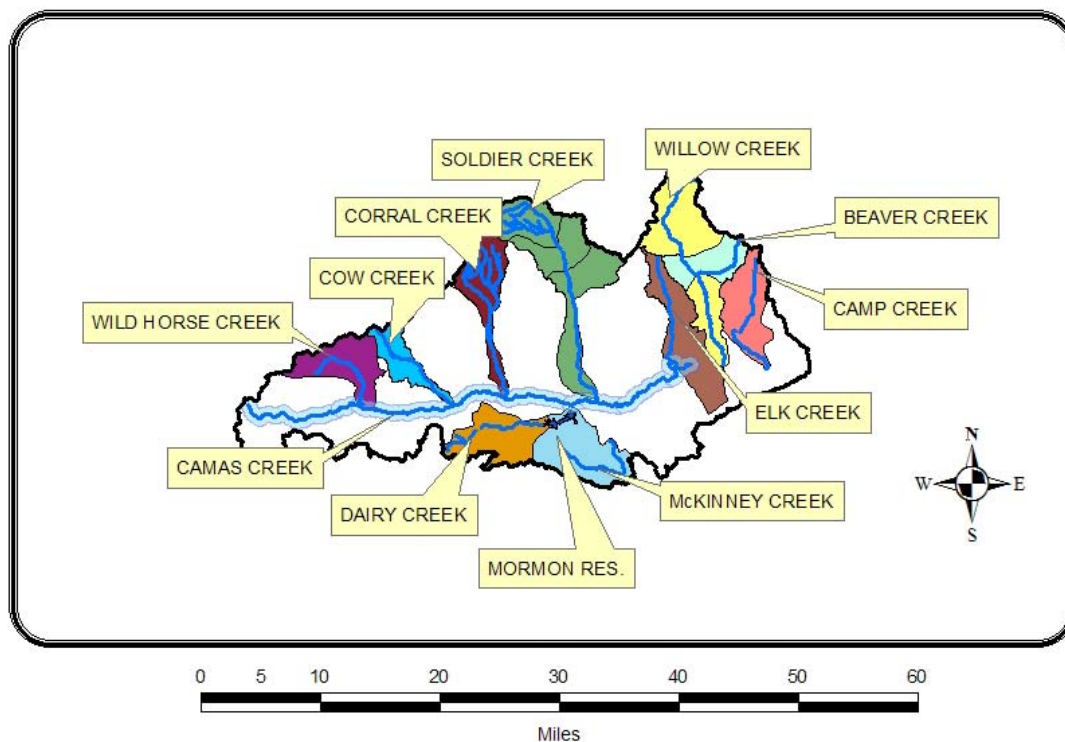 SOLDIER CREEK
WILLOW CREEK
CORRAL CREEK
BEAVER CREEK
COW CREEK
WILD HORSE CREEK
CAMP CREEK
ELK CREEK
CAMAS CREEK
DAIRY CREEK
McKINNEY CREEK
MORMON RES.
N
W E
S
0 5 10 20 30 40 50 60
Miles